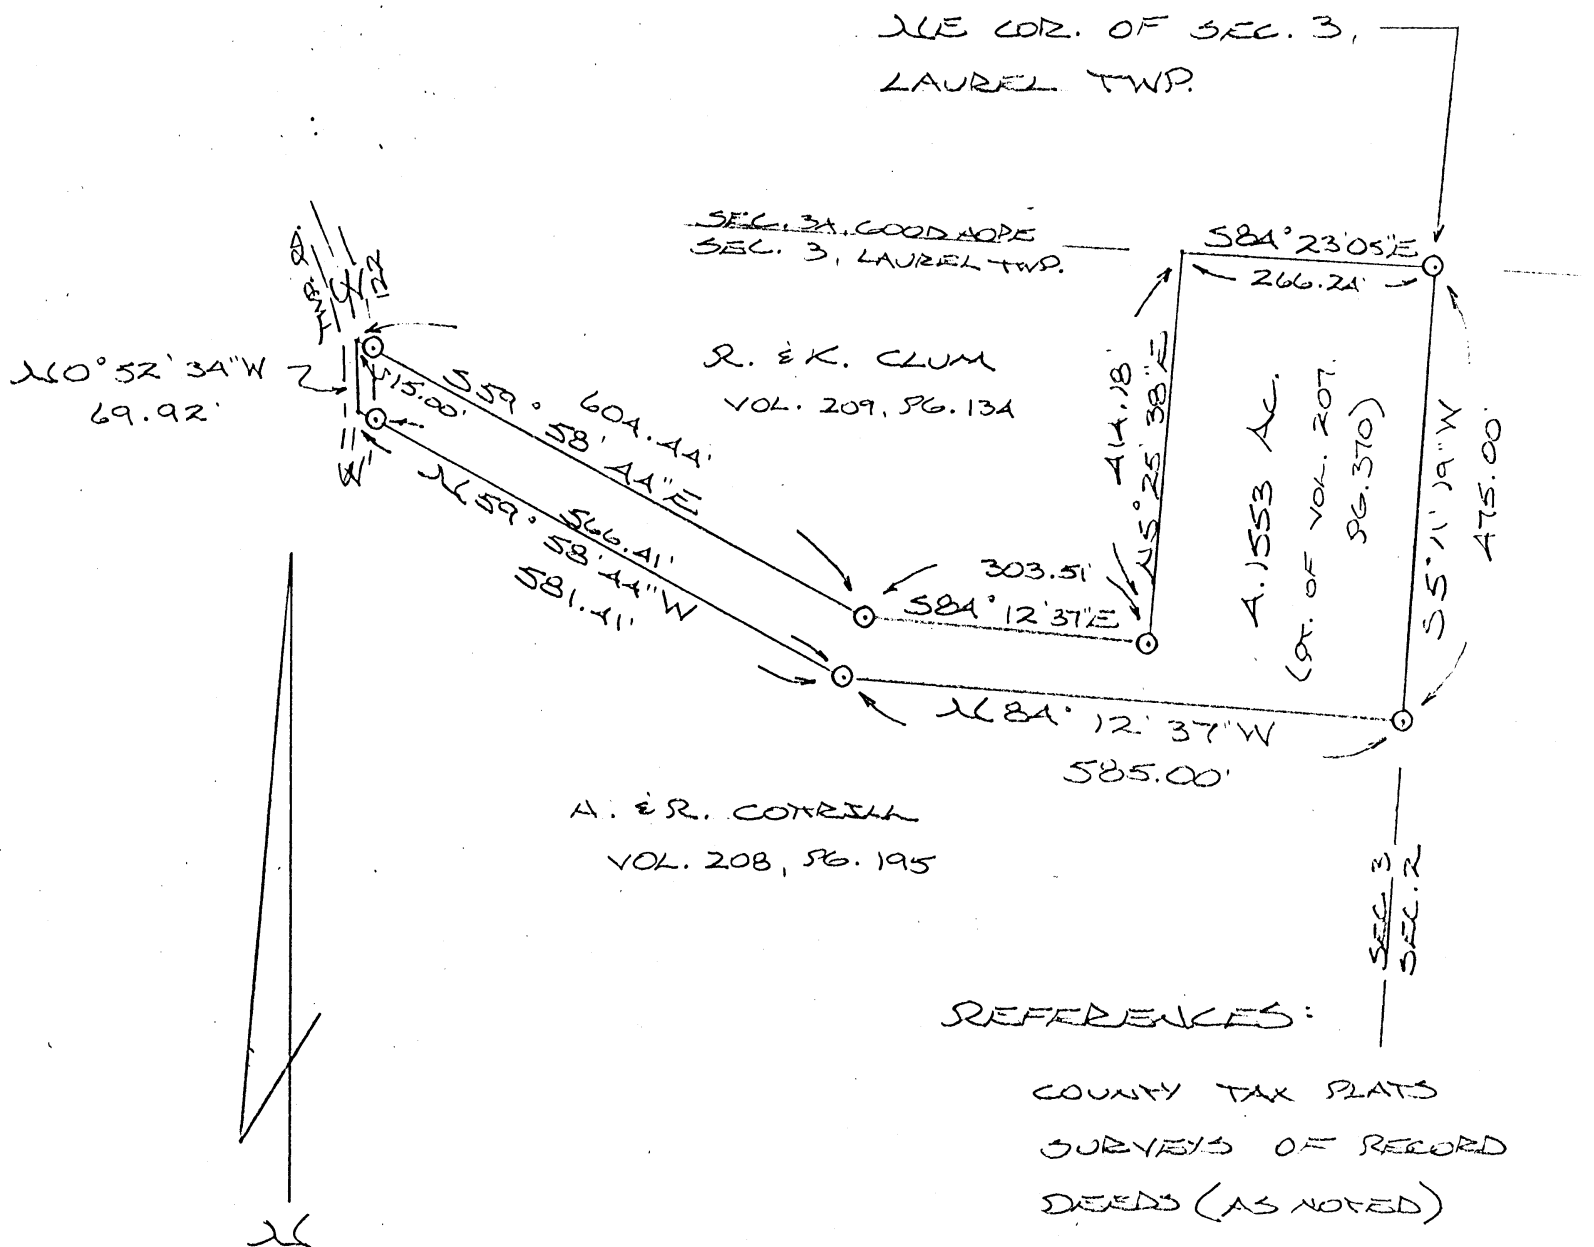 NE COR. OF SEC. 3,
LAUREL TWP.
SEC. 34, GOOD HOPE
SEC. 3, LAUREL TWP.
S84°23'05"E
266.24'
TWP. RD.
122
N0°52'34"W
69.92'
15.00'
S59°58'44"E
604.44'
R. & K. CLUM
VOL. 209, PG. 134
414.18'
N5°25'38"E
4.1553 AC.
(PT. OF VOL. 207,
PG. 370)
S5°11'19"W
475.00'
N59°58'44"W
566.41'
581.41'
303.51'
S84°12'37"E
N84°12'37"W
585.00'
A. & R. COTTRILL
VOL. 208, PG. 195
SEC. 3
SEC. 2
REFERENCES:
COUNTY TAX PLATS
SURVEYS OF RECORD
DEEDS (AS NOTED)
N